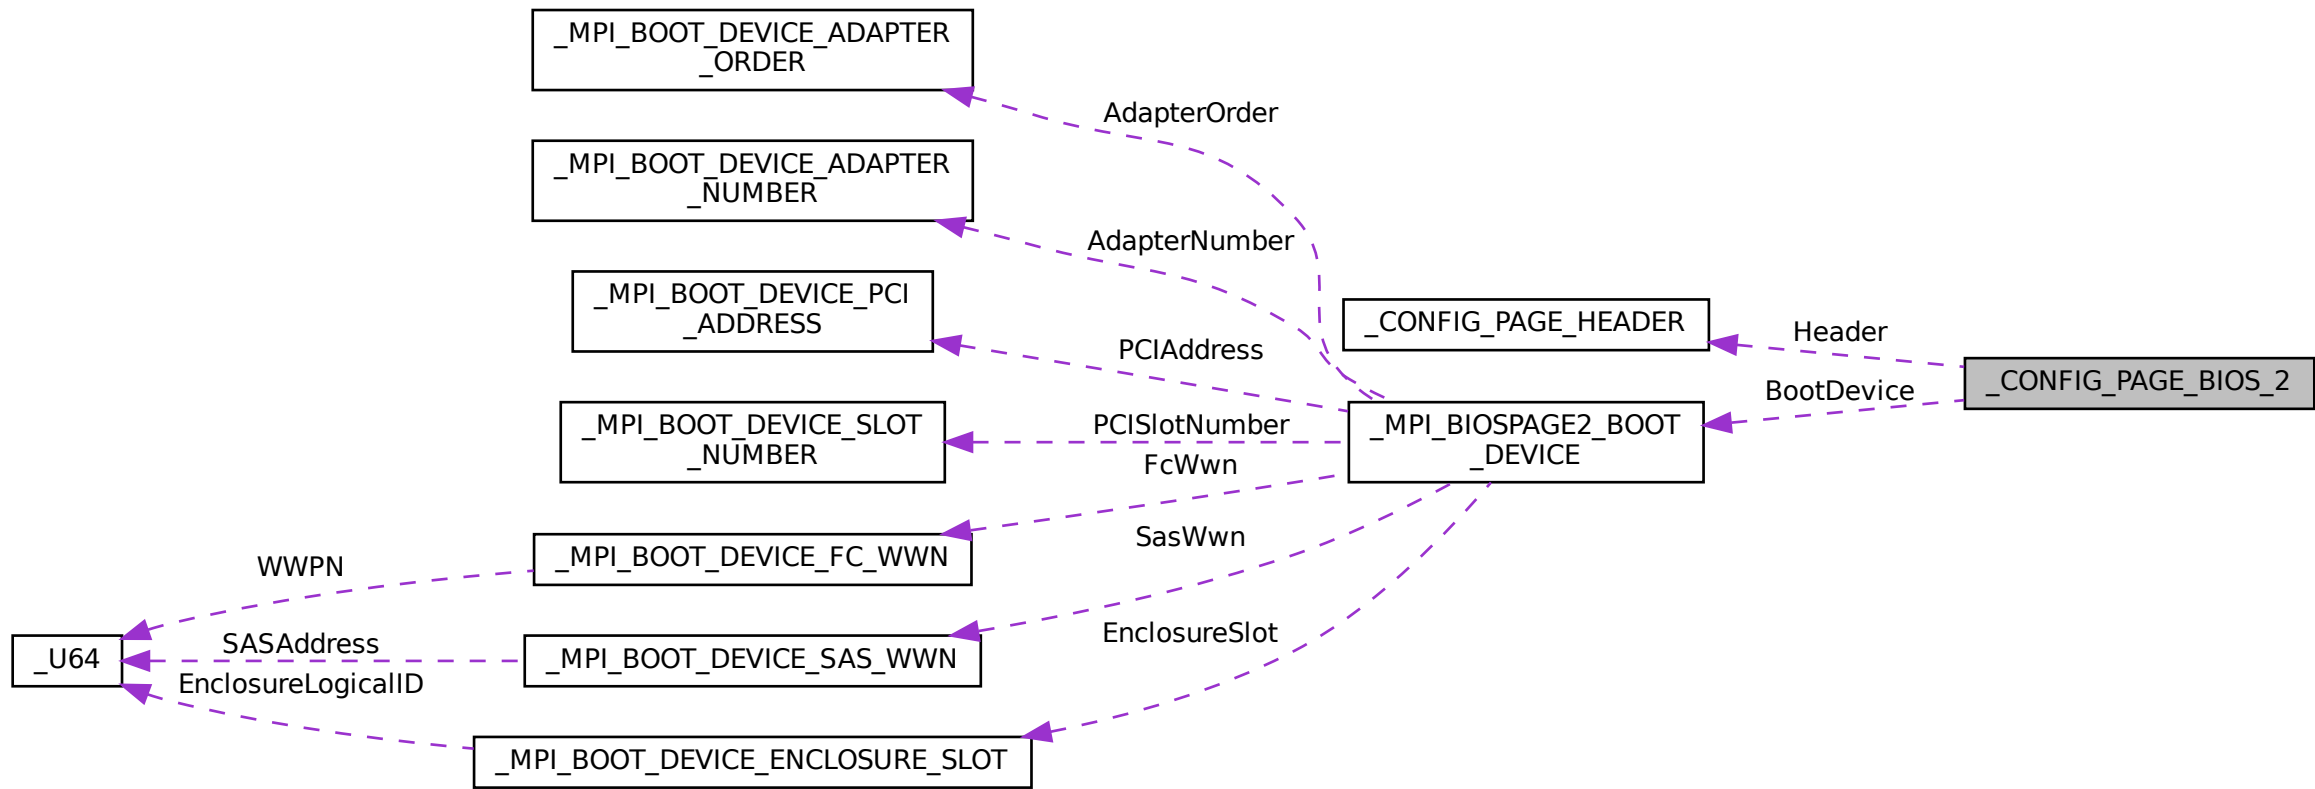 _MPI_BOOT_DEVICE_ADAPTER
_ORDER
AdapterOrder
_MPI_BOOT_DEVICE_ADAPTER
_NUMBER
AdapterNumber
_MPI_BOOT_DEVICE_PCI
_ADDRESS
PCIAddress
_CONFIG_PAGE_HEADER
Header
_CONFIG_PAGE_BIOS_2
BootDevice
_MPI_BOOT_DEVICE_SLOT
_NUMBER
PCISlotNumber
_MPI_BIOSPAGE2_BOOT
_DEVICE
FcWwn
_MPI_BOOT_DEVICE_FC_WWN
SasWwn
WWPN
_U64
SASAddress
_MPI_BOOT_DEVICE_SAS_WWN
EnclosureSlot
EnclosureLogicalID
_MPI_BOOT_DEVICE_ENCLOSURE_SLOT